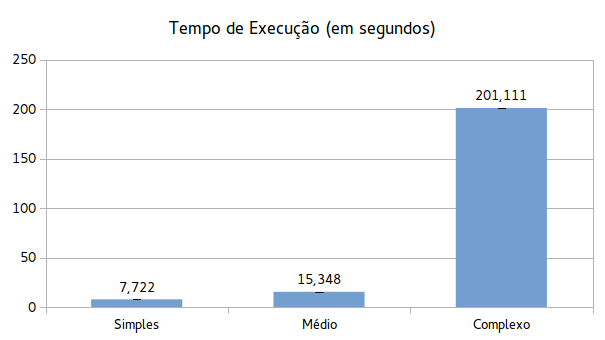 Tempo de Execução (em segundos)
250
200
150
100
50
0
7,722
15,348
201,111
Simples
Médio
Complexo